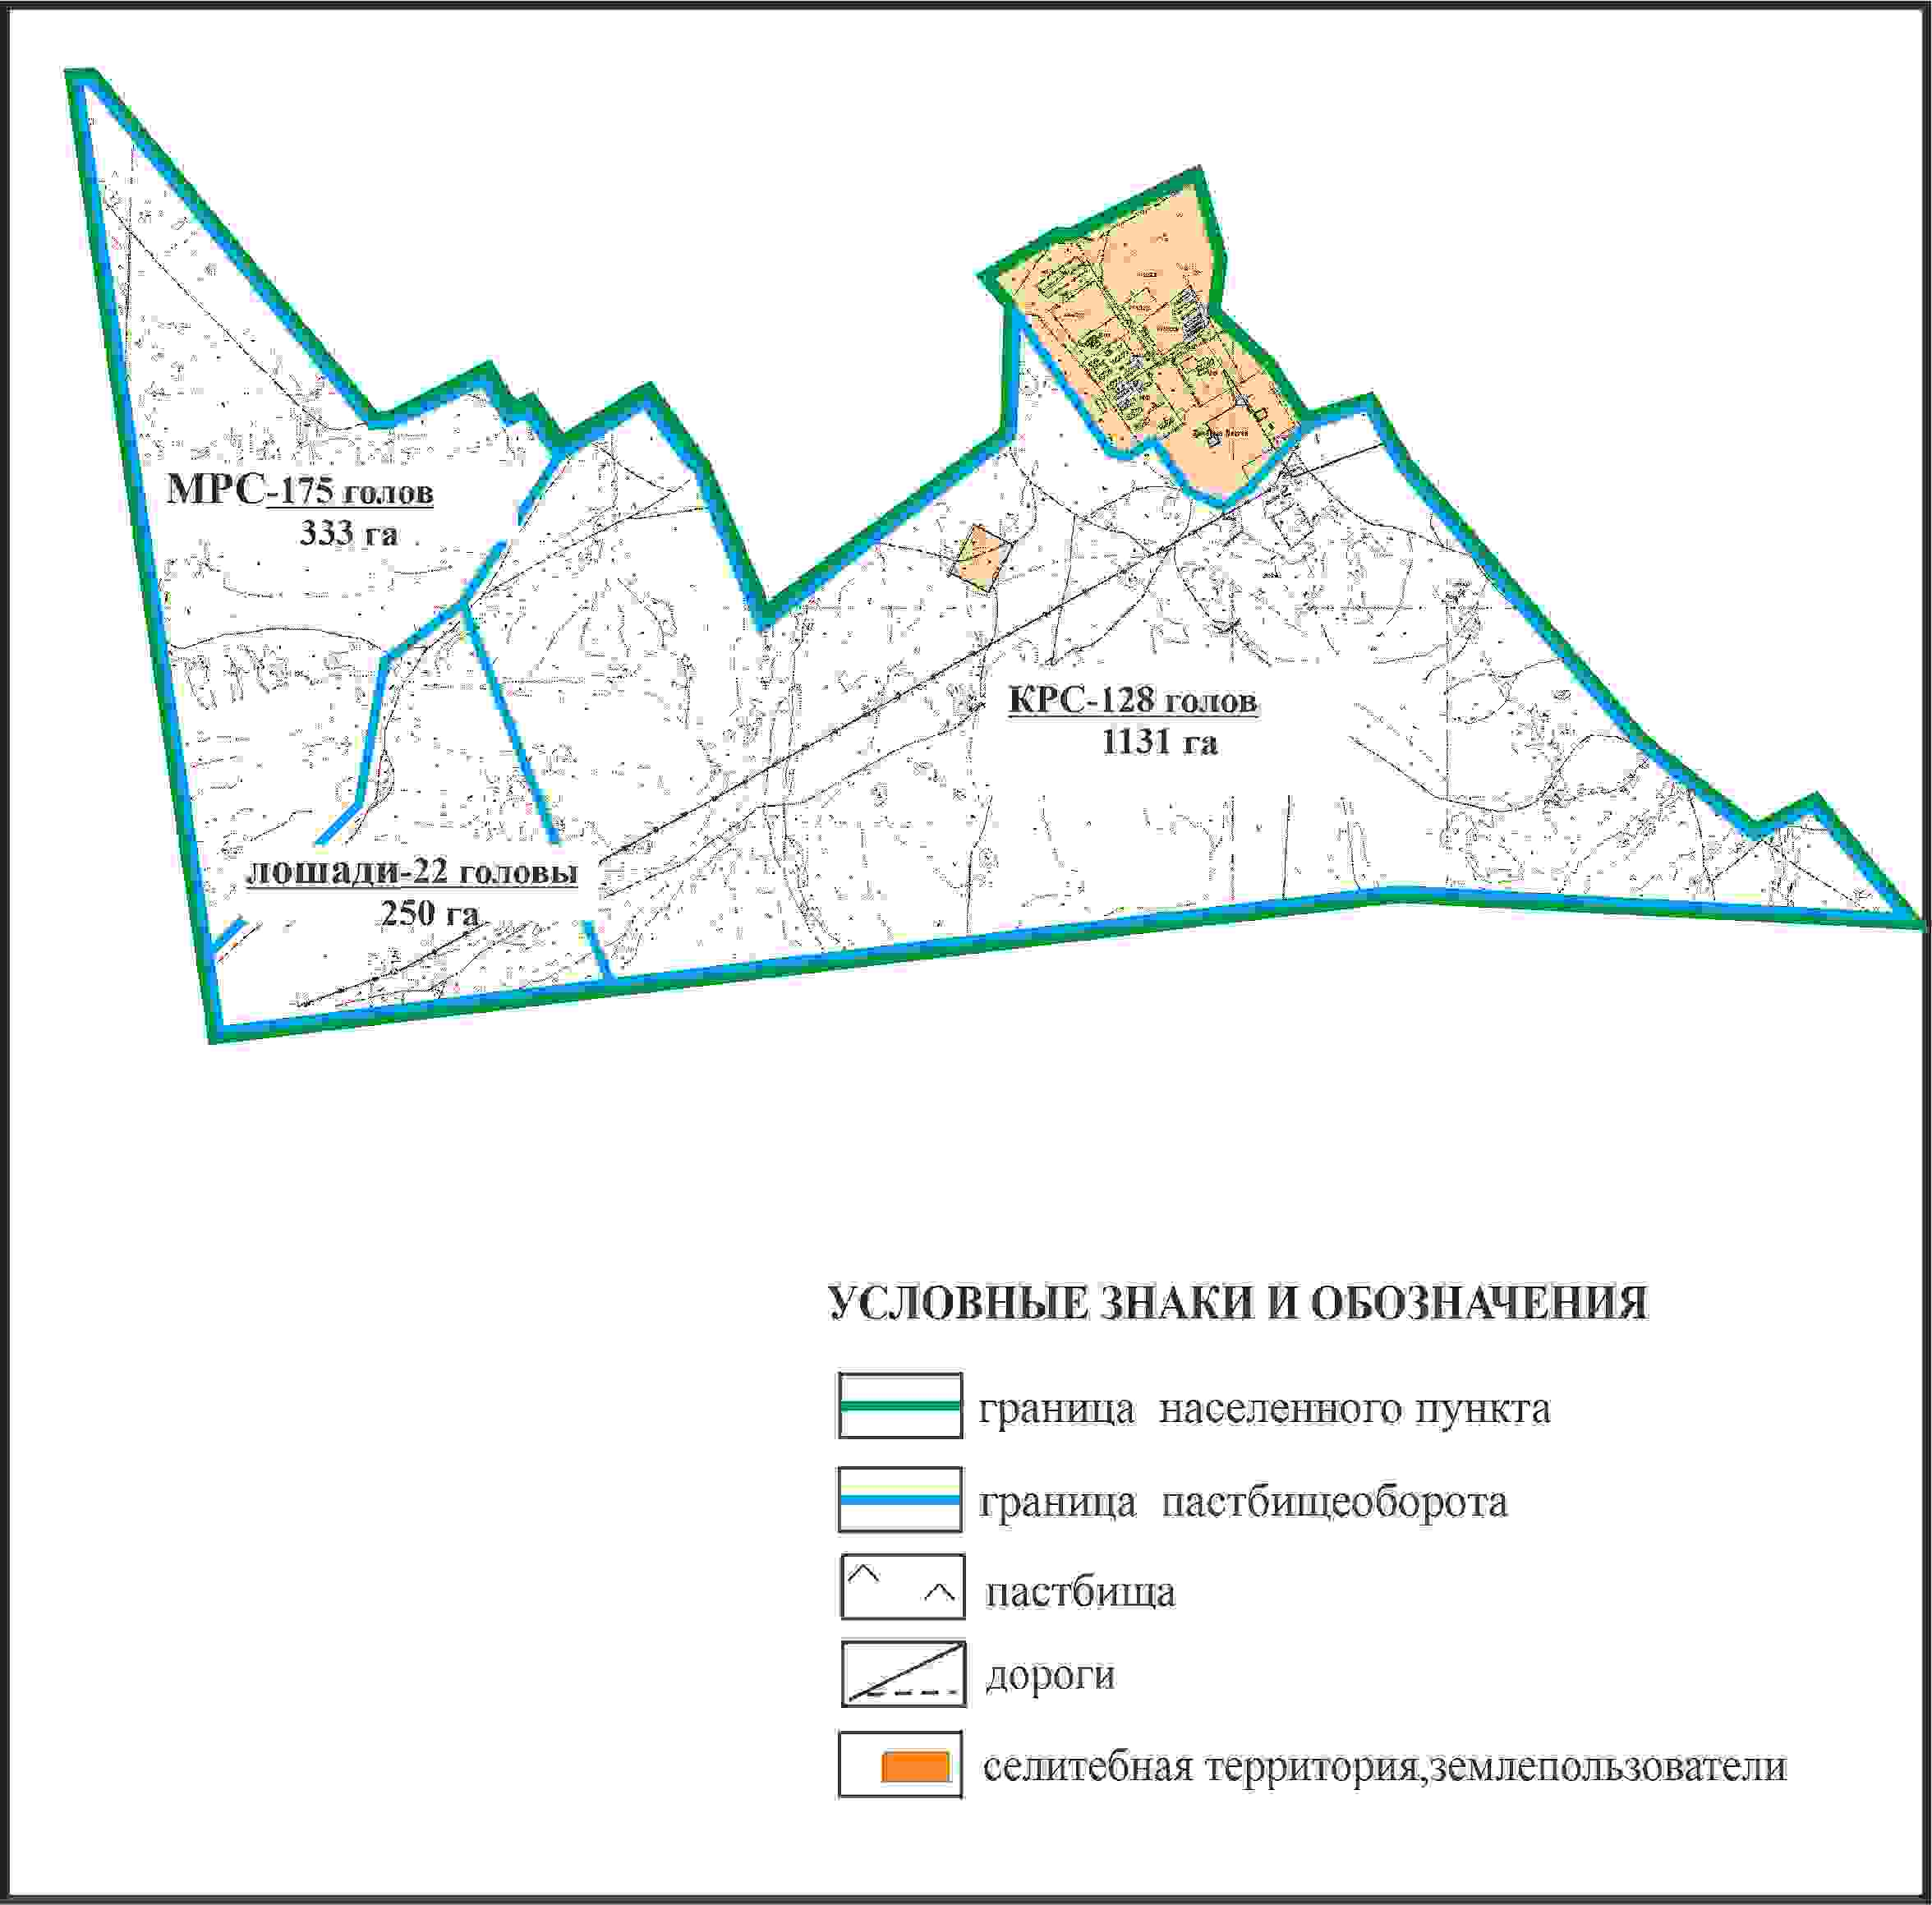 МРС-175 голов
333 га
КРС-128 голов
1131 га
лошади-22 головы
250 га
УСЛОВНЫЕ ЗНАКИ И ОБОЗНАЧЕНИЯ
граница населенного пункта
граница пастбищеоборота
пастбища
дороги
селитебная территория,землепользователи